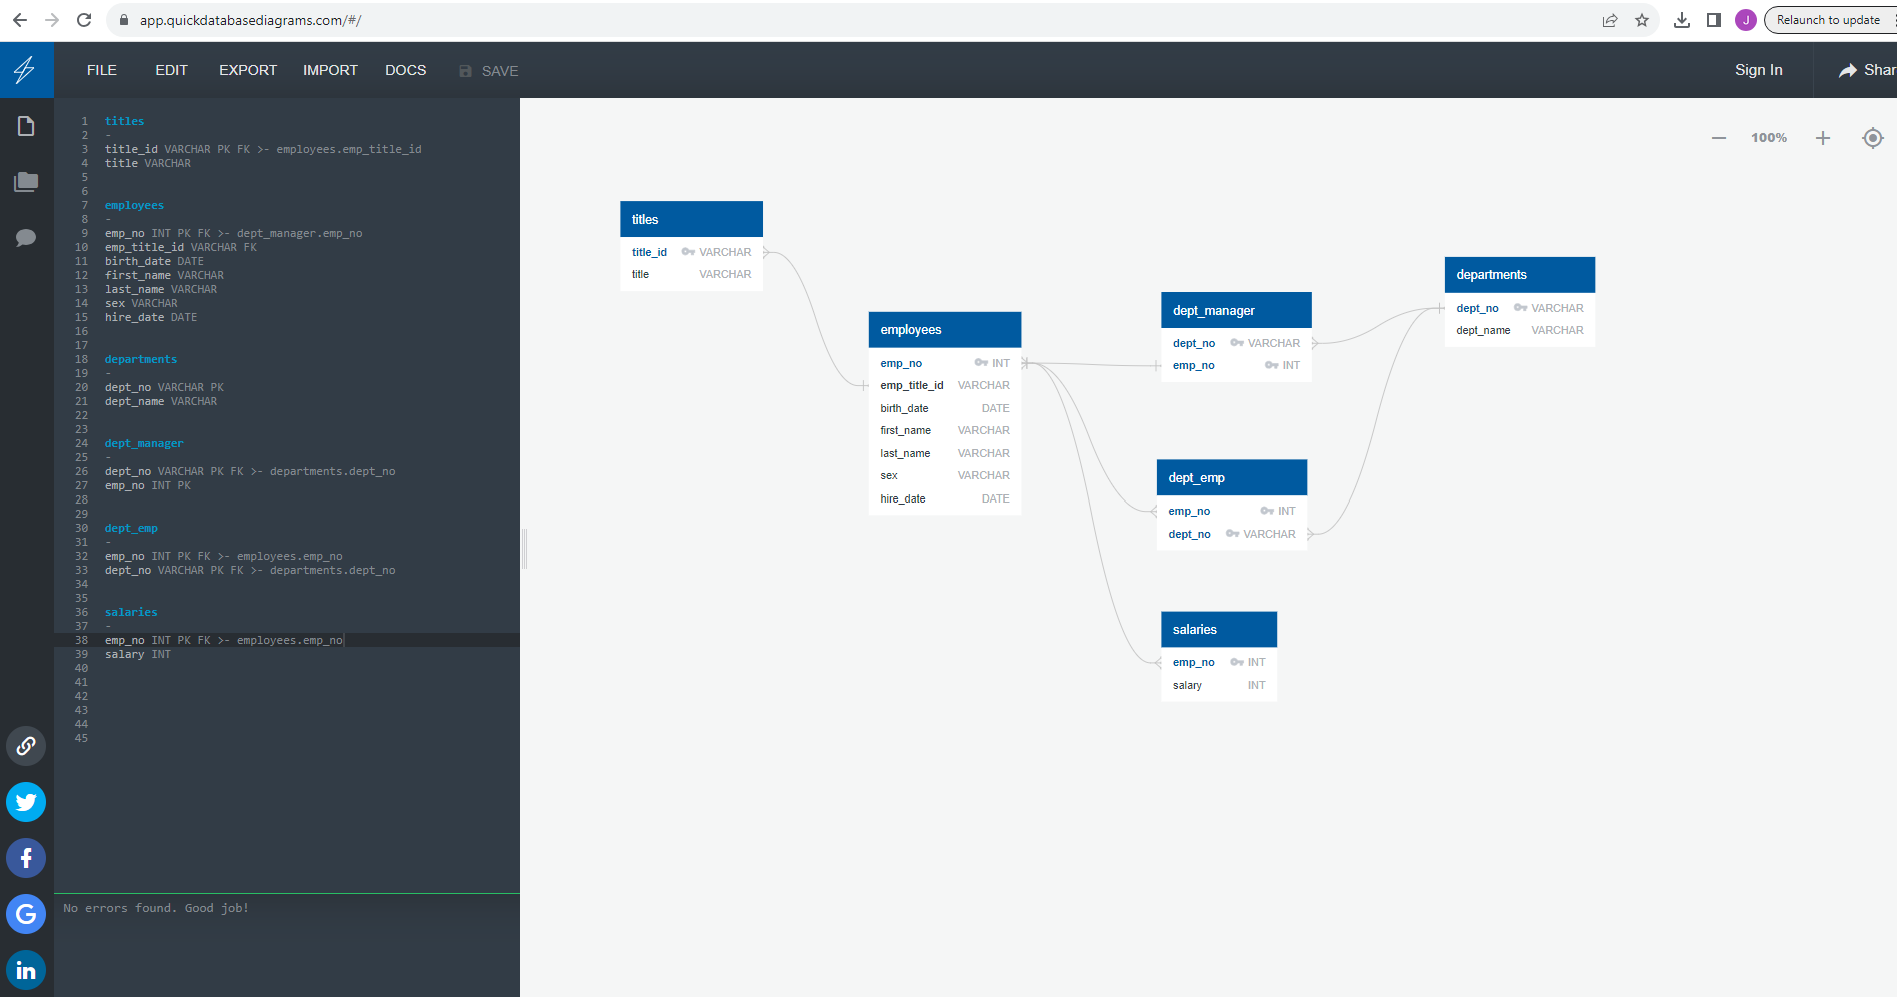 app.quickdatabasediagrams.com/#/
J
Relaunch to update
FILE EDIT EXPORT IMPORT DOCS SAVE
Sign In
Shar
1 titles
2 -
3 title_id VARCHAR PK FK >- employees.emp_title_id
4 title VARCHAR
5
6
7 employees
8 -
9 emp_no INT PK FK >- dept_manager.emp_no
10 emp_title_id VARCHAR FK
11 birth_date DATE
12 first_name VARCHAR
13 last_name VARCHAR
14 sex VARCHAR
15 hire_date DATE
16
17
18 departments
19 -
20 dept_no VARCHAR PK
21 dept_name VARCHAR
22
23
24 dept_manager
25 -
26 dept_no VARCHAR PK FK >- departments.dept_no
27 emp_no INT PK
28
29
30 dept_emp
31 -
32 emp_no INT PK FK >- employees.emp_no
33 dept_no VARCHAR PK FK >- departments.dept_no
34
35
36 salaries
37 -
38 emp_no INT PK FK >- employees.emp_no
39 salary INT
40
41
42
43
44
45
No errors found. Good job!
100%
titles
title_id VARCHAR
title VARCHAR
employees
emp_no INT
emp_title_id VARCHAR
birth_date DATE
first_name VARCHAR
last_name VARCHAR
sex VARCHAR
hire_date DATE
dept_manager
dept_no VARCHAR
emp_no INT
departments
dept_no VARCHAR
dept_name VARCHAR
dept_emp
emp_no INT
dept_no VARCHAR
salaries
emp_no INT
salary INT
f
G
in